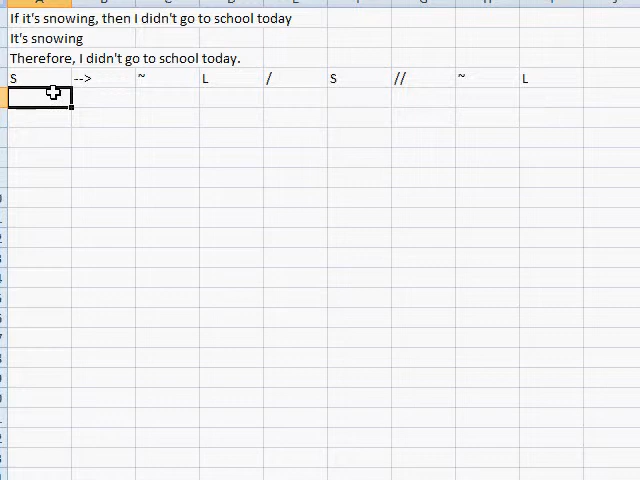 If it's snowing, then I didn't go to school today
It's snowing
Therefore, I didn't go to school today.
S --> ~ L / S // ~ L